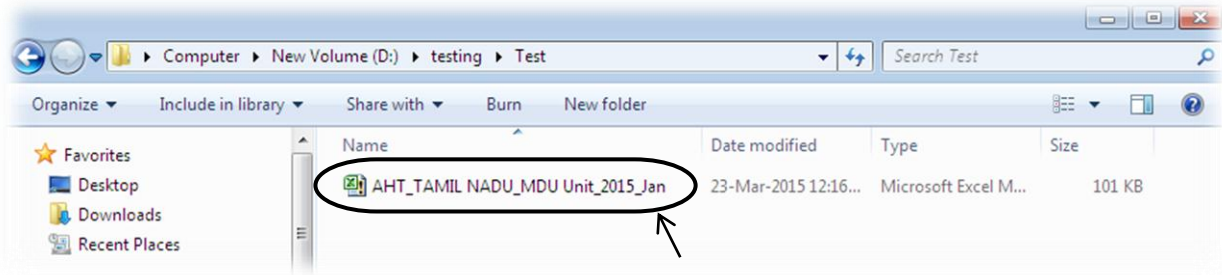 Computer New Volume (D:) testing Test Search Test
Organize Include in library Share with Burn New folder
Name Date modified Type Size
Favorites
AHT_TAMIL NADU_MDU Unit_2015_Jan 23-Mar-2015 12:16... Microsoft Excel M... 101 KB
Desktop
Downloads
Recent Places